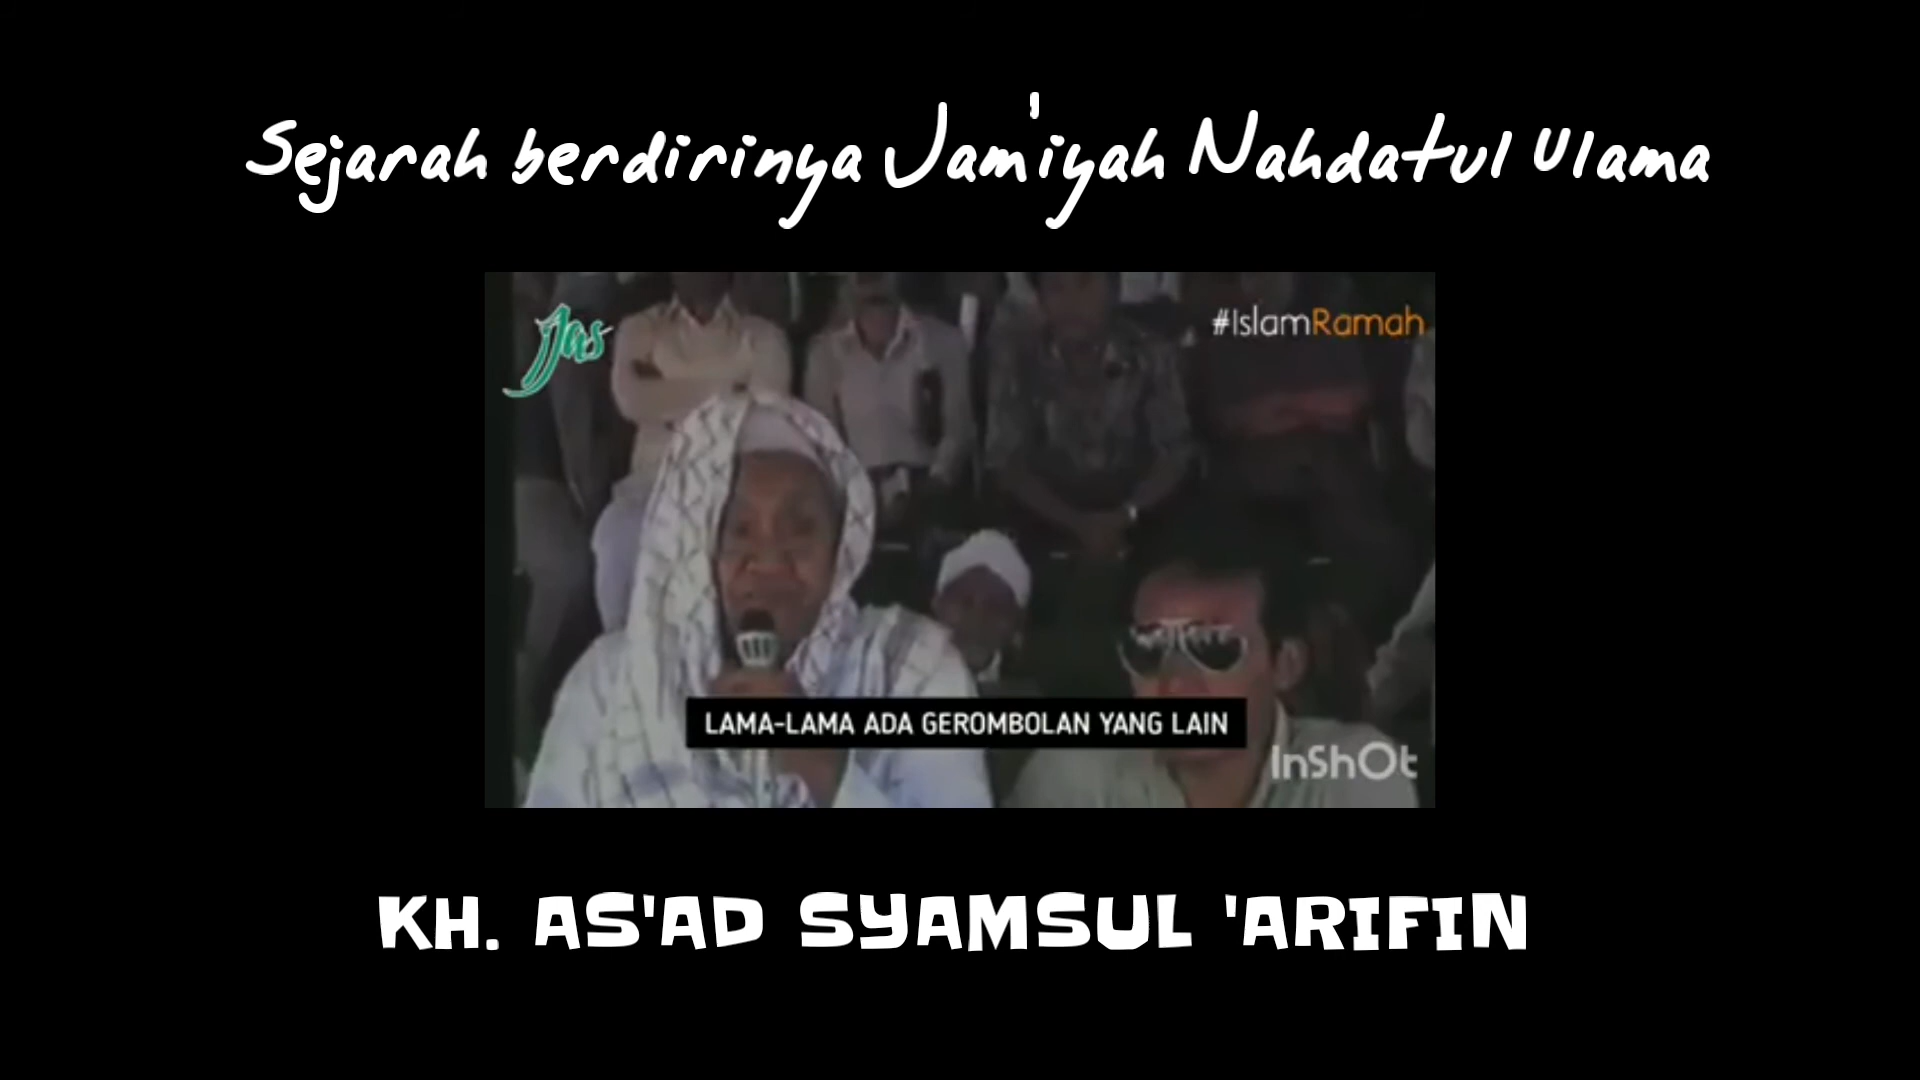 Sejarah berdirinya Jam'iyah Nahdatul Ulama
Jas
#IslamRamah
LAMA-LAMA ADA GEROMBOLAN YANG LAIN
InShOt
KH. AS'AD SYAMSUL 'ARIFIN